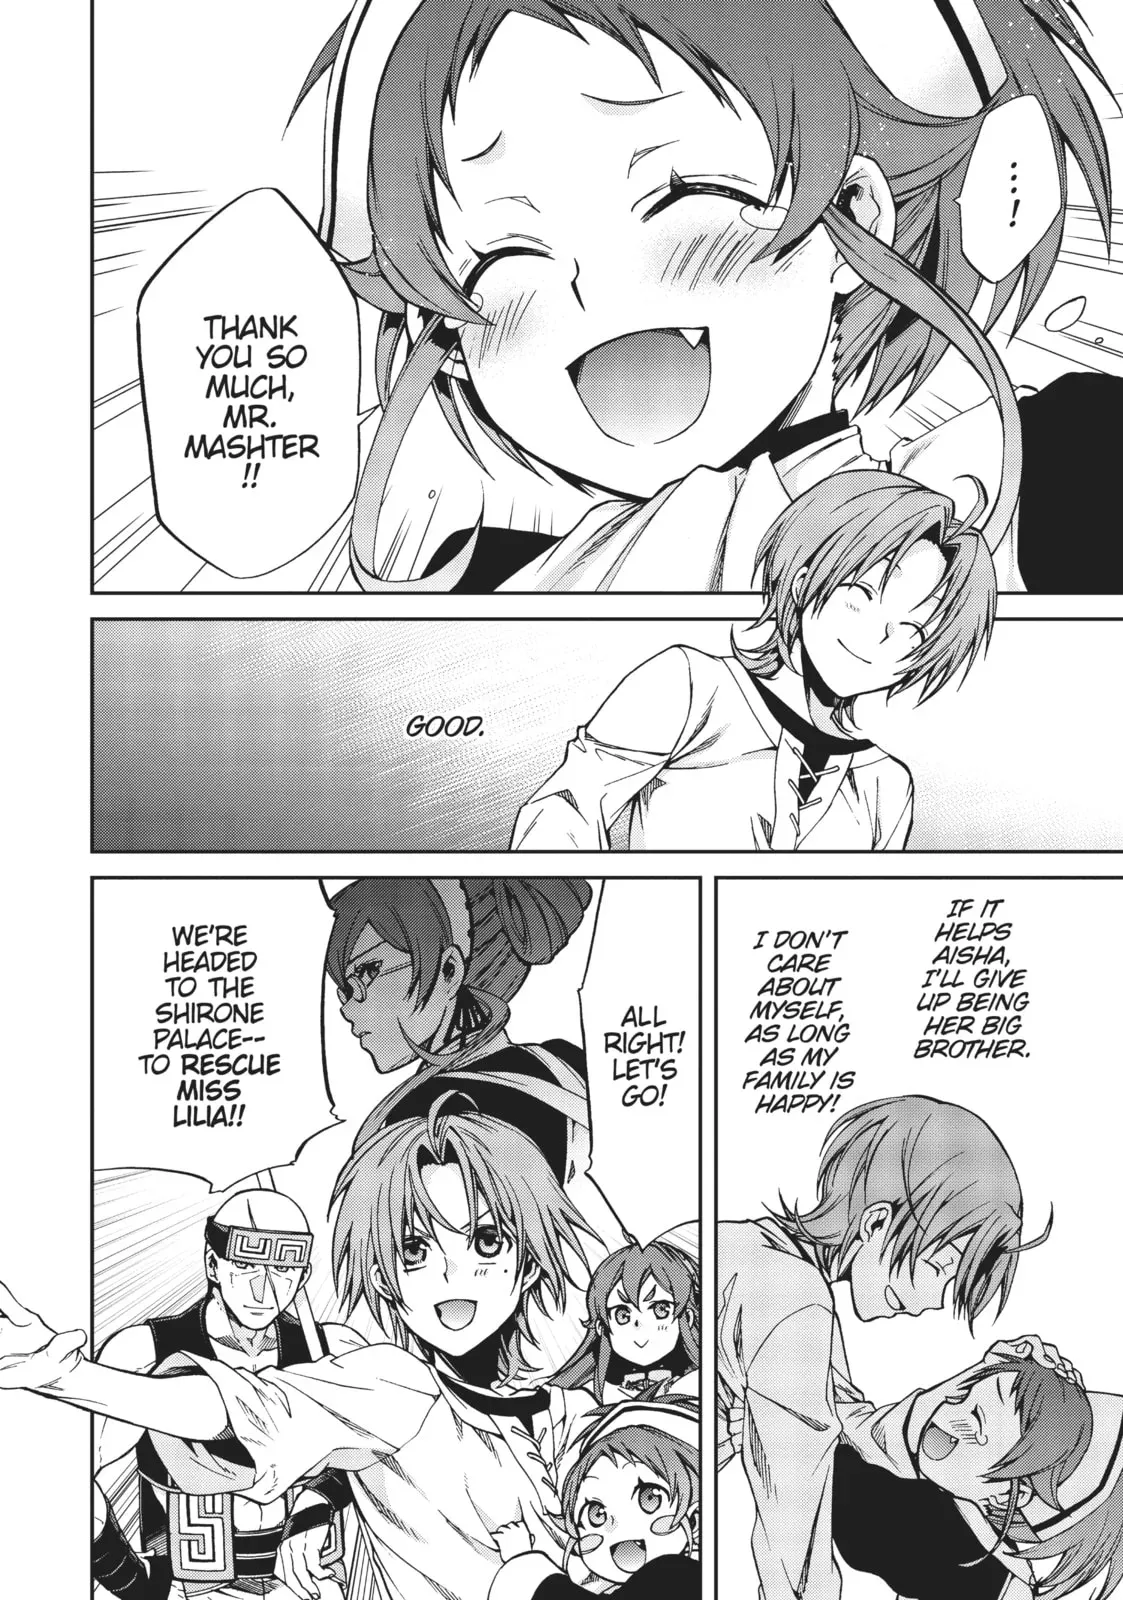 ....!
THANK
YOU SO
MUCH,
MR.
MASHTER
!!
GOOD.
IF IT
HELPS
AISHA,
I'LL GIVE
UP BEING
HER BIG
BROTHER.
I DON'T
CARE
ABOUT
MYSELF,
AS LONG
AS MY
FAMILY IS
HAPPY!
ALL
RIGHT!
LET'S
GO!
WE'RE
HEADED
TO THE
SHIRONE
PALACE--
TO RESCUE
MISS
LILIA!!